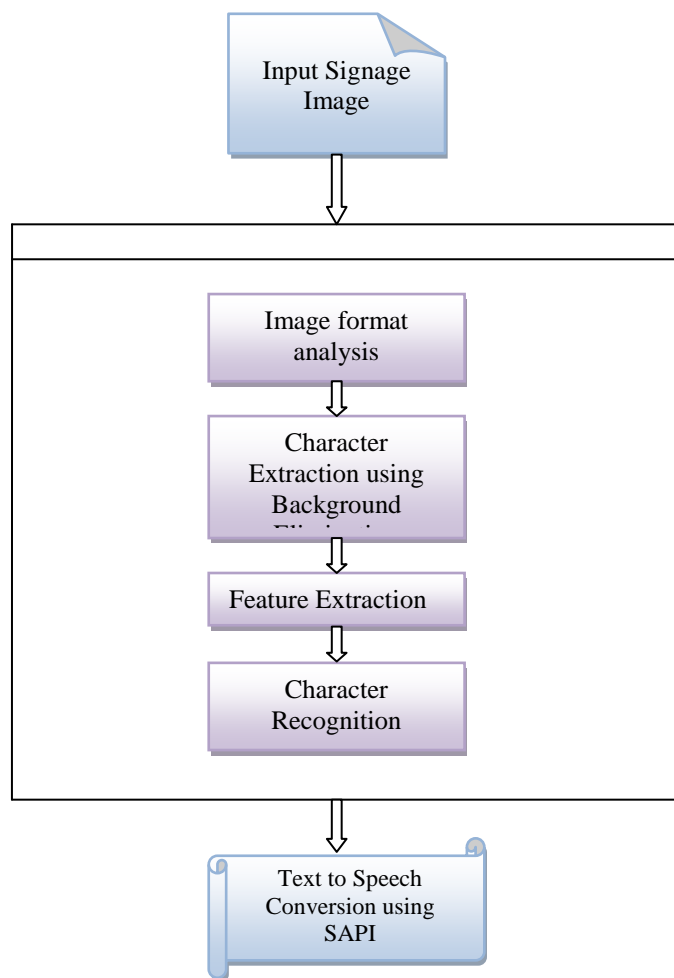 Input Signage
Image
Image format
analysis
Character
Extraction using
Background
Feature Extraction
Character
Recognition
Text to Speech
Conversion using
SAPI